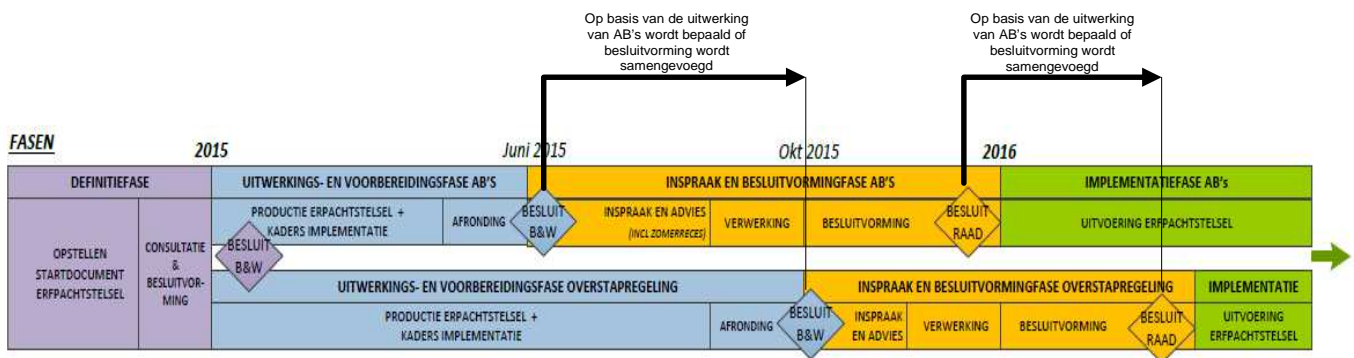 Op basis van de uitwerking
van AB's wordt bepaald of
besluitvorming wordt
samengevoegd
Op basis van de uitwerking
van AB's wordt bepaald of
besluitvorming wordt
samengevoegd
FASEN
2015
Juni 2015
Okt 2015
2016
DEFINITIEFASE
UITWERKINGS- EN VOORBEREIDINGSFASE AB'S
INSPRAAK EN BESLUITVORMINGFASE AB'S
IMPLEMENTATIEFASE AB's
OPSTELLEN
STARTDOCUMENT
ERFPACHTSTELSEL
CONSULTATIE
&
BESLUITVOR-
MING
PRODUCTIE ERPACHTSTELSEL +
KADERS IMPLEMENTATIE
AFRONDING
BESLUIT
B&W
INSPRAAK EN ADVIES
(INCL ZOMERRECES)
VERWERKING
BESLUITVORMING
BESLUIT
RAAD
UITVOERING ERFPACHTSTELSEL
BESLUIT
B&W
UITWERKINGS- EN VOORBEREIDINGSFASE OVERSTAPREGELING
INSPRAAK EN BESLUITVORMINGFASE OVERSTAPREGELING
IMPLEMENTATIE
PRODUCTIE ERPACHTSTELSEL +
KADERS IMPLEMENTATIE
AFRONDING
BESLUIT
B&W
INSPRAAK
EN ADVIES
VERWERKING
BESLUITVORMING
BESLUIT
RAAD
UITVOERING
ERFPACHTSTELSEL